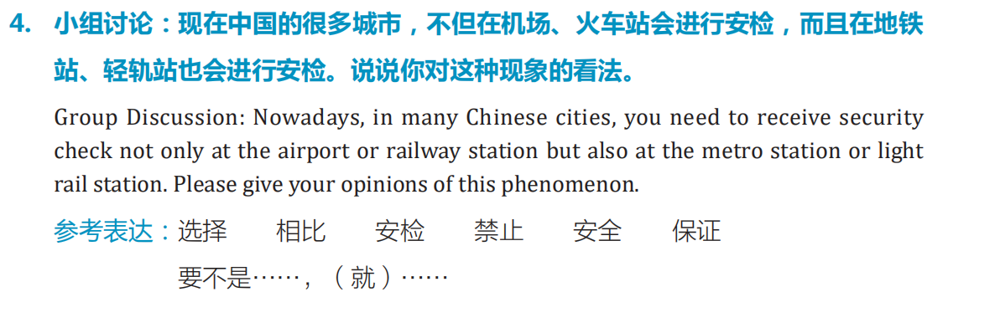 4. 小组讨论：现在中国的很多城市，不但在机场、火车站会进行安检，而且在地铁
站、轻轨站也会进行安检。说说你对这种现象的看法。
Group Discussion: Nowadays, in many Chinese cities, you need to receive security
check not only at the airport or railway station but also at the metro station or light
rail station. Please give your opinions of this phenomenon.
参考表达：选择 相比 安检 禁止 安全 保证
要不是……，（就）……